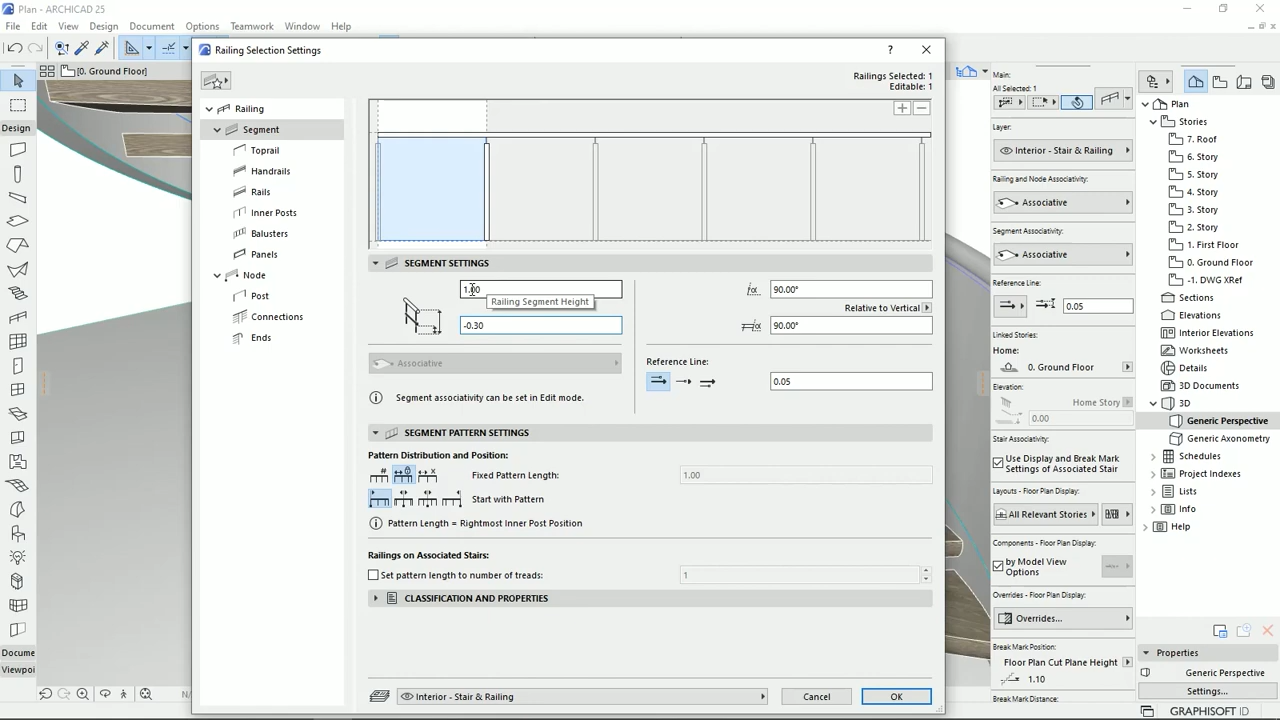 Plan - ARCHICAD 25
File Edit View Design Document Options Teamwork Window Help
[0. Ground Floor]
Design
Docume
Viewpoi
Railing Selection Settings
?
Railings Selected: 1
Editable: 1
Railing
Segment
Toprail
Handrails
Rails
Inner Posts
Balusters
Panels
Node
Post
Connections
Ends
SEGMENT SETTINGS
1.00
Railing Segment Height
-0.30
90.00°
Relative to Vertical
90.00°
Associative
Segment associativity can be set in Edit mode.
Reference Line:
0.05
SEGMENT PATTERN SETTINGS
Pattern Distribution and Position:
Fixed Pattern Length:
1.00
Start with Pattern
Pattern Length = Rightmost Inner Post Position
Railings on Associated Stairs:
Set pattern length to number of treads:
1
CLASSIFICATION AND PROPERTIES
Interior - Stair & Railing
Cancel
OK
Main:
All Selected: 1
Layer:
Interior - Stair & Railing
Railing and Node Associativity:
Associative
Segment Associativity:
Associative
Reference Line:
0.05
Linked Stories:
Home:
0. Ground Floor
Elevation:
Home Story
0.00
Stair Associativity:
Use Display and Break Mark
Settings of Associated Stair
Layouts - Floor Plan Display:
All Relevant Stories
Components - Floor Plan Display:
by Model View
Options
Overrides - Floor Plan Display:
Overrides...
Break Mark Position:
Floor Plan Cut Plane Height
1.10
Break Mark Distance:
Plan
Stories
7. Roof
6. Story
5. Story
4. Story
3. Story
2. Story
1. First Floor
0. Ground Floor
-1. DWG XRef
Sections
Elevations
Interior Elevations
Worksheets
Details
3D Documents
3D
Generic Perspective
Generic Axonometry
Schedules
Project Indexes
Lists
Info
Help
Properties
Generic Perspective
Settings...
GRAPHISOFT ID